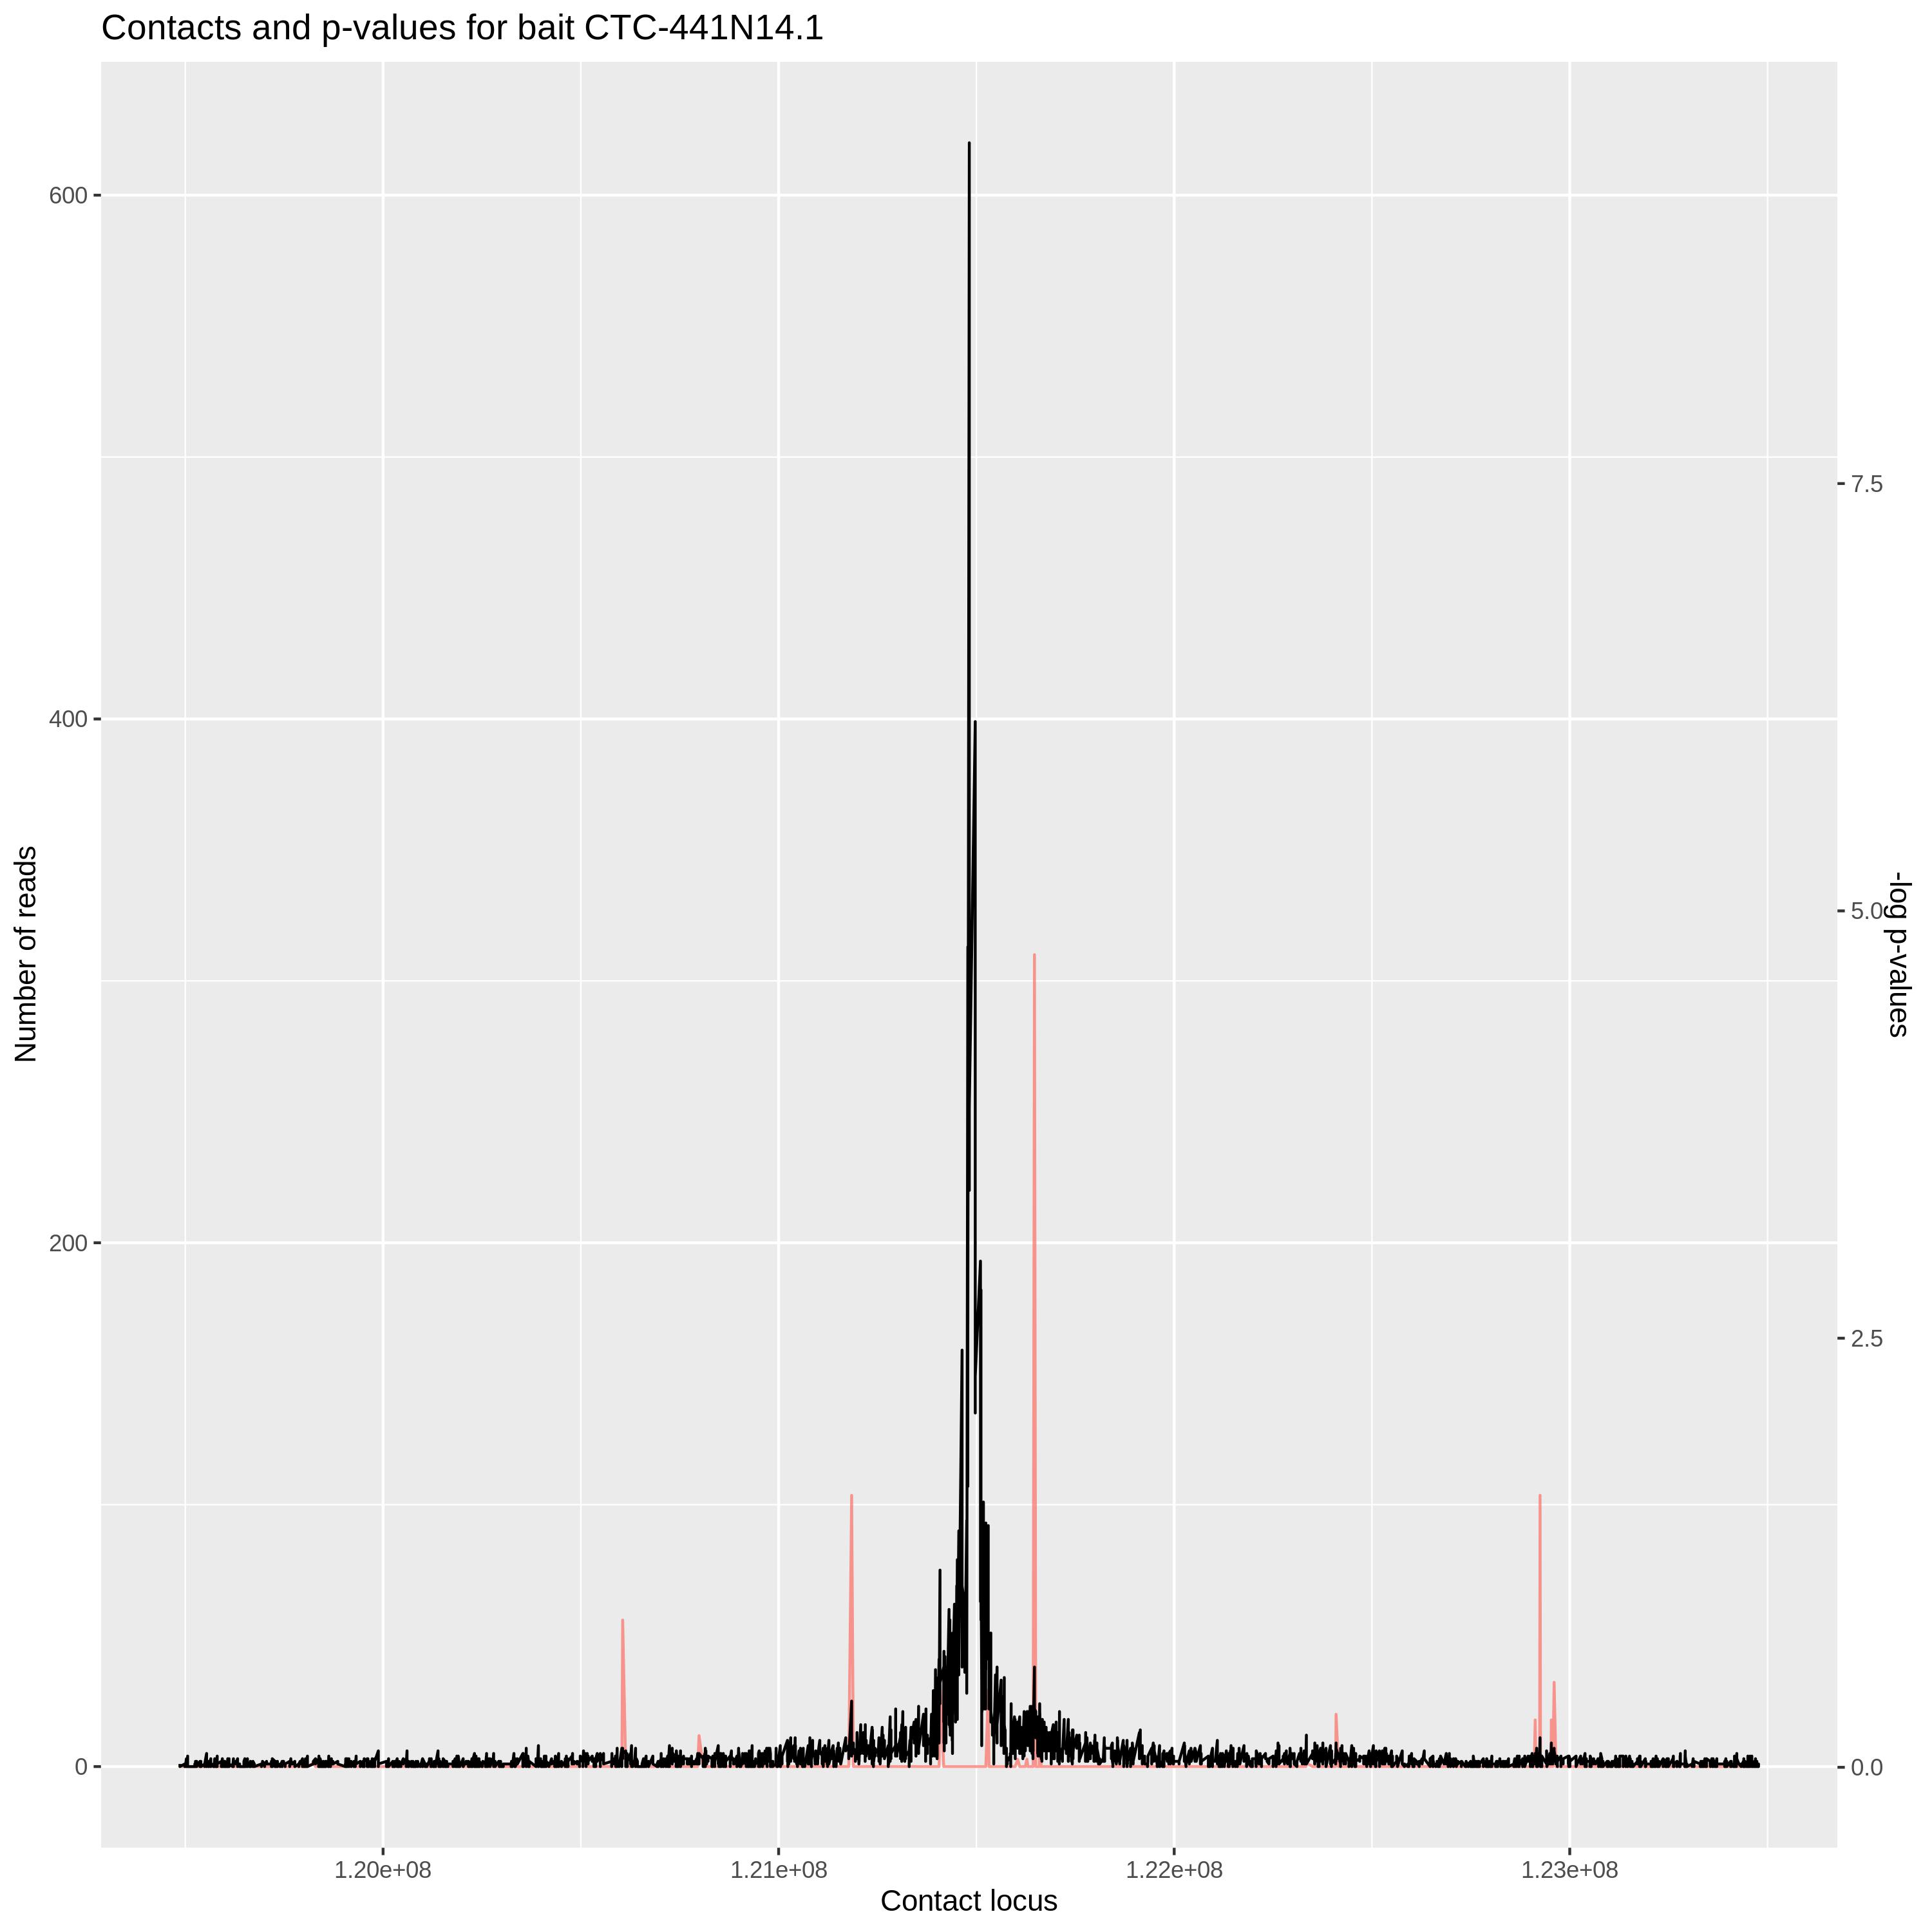 Contacts and p-values for bait CTC-441N14.1
600
400
200
0
Number of reads
7.5
5.0
2.5
0.0
-log p-values
1.20e+08 1.21e+08 1.22e+08 1.23e+08
Contact locus